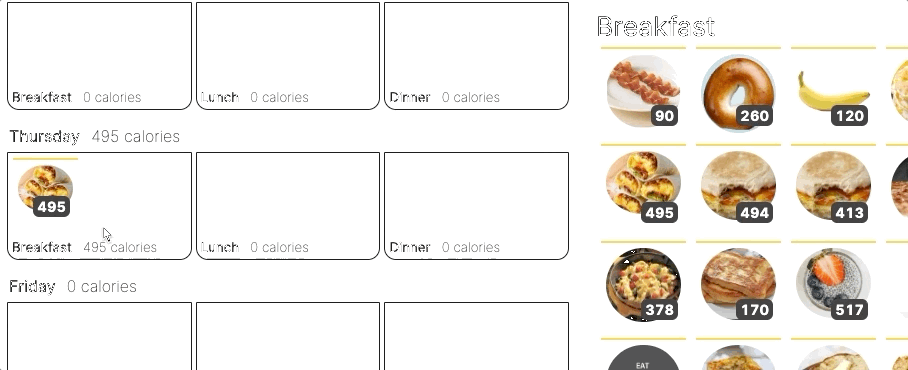 Breakfast 0 calories Lunch 0 calories Dinner 0 calories
Thursday 495 calories
495
Breakfast 495 calories Lunch 0 calories Dinner 0 calories
Friday 0 calories
Breakfast
90 260 120
495 494 413
378 170 517
EAT